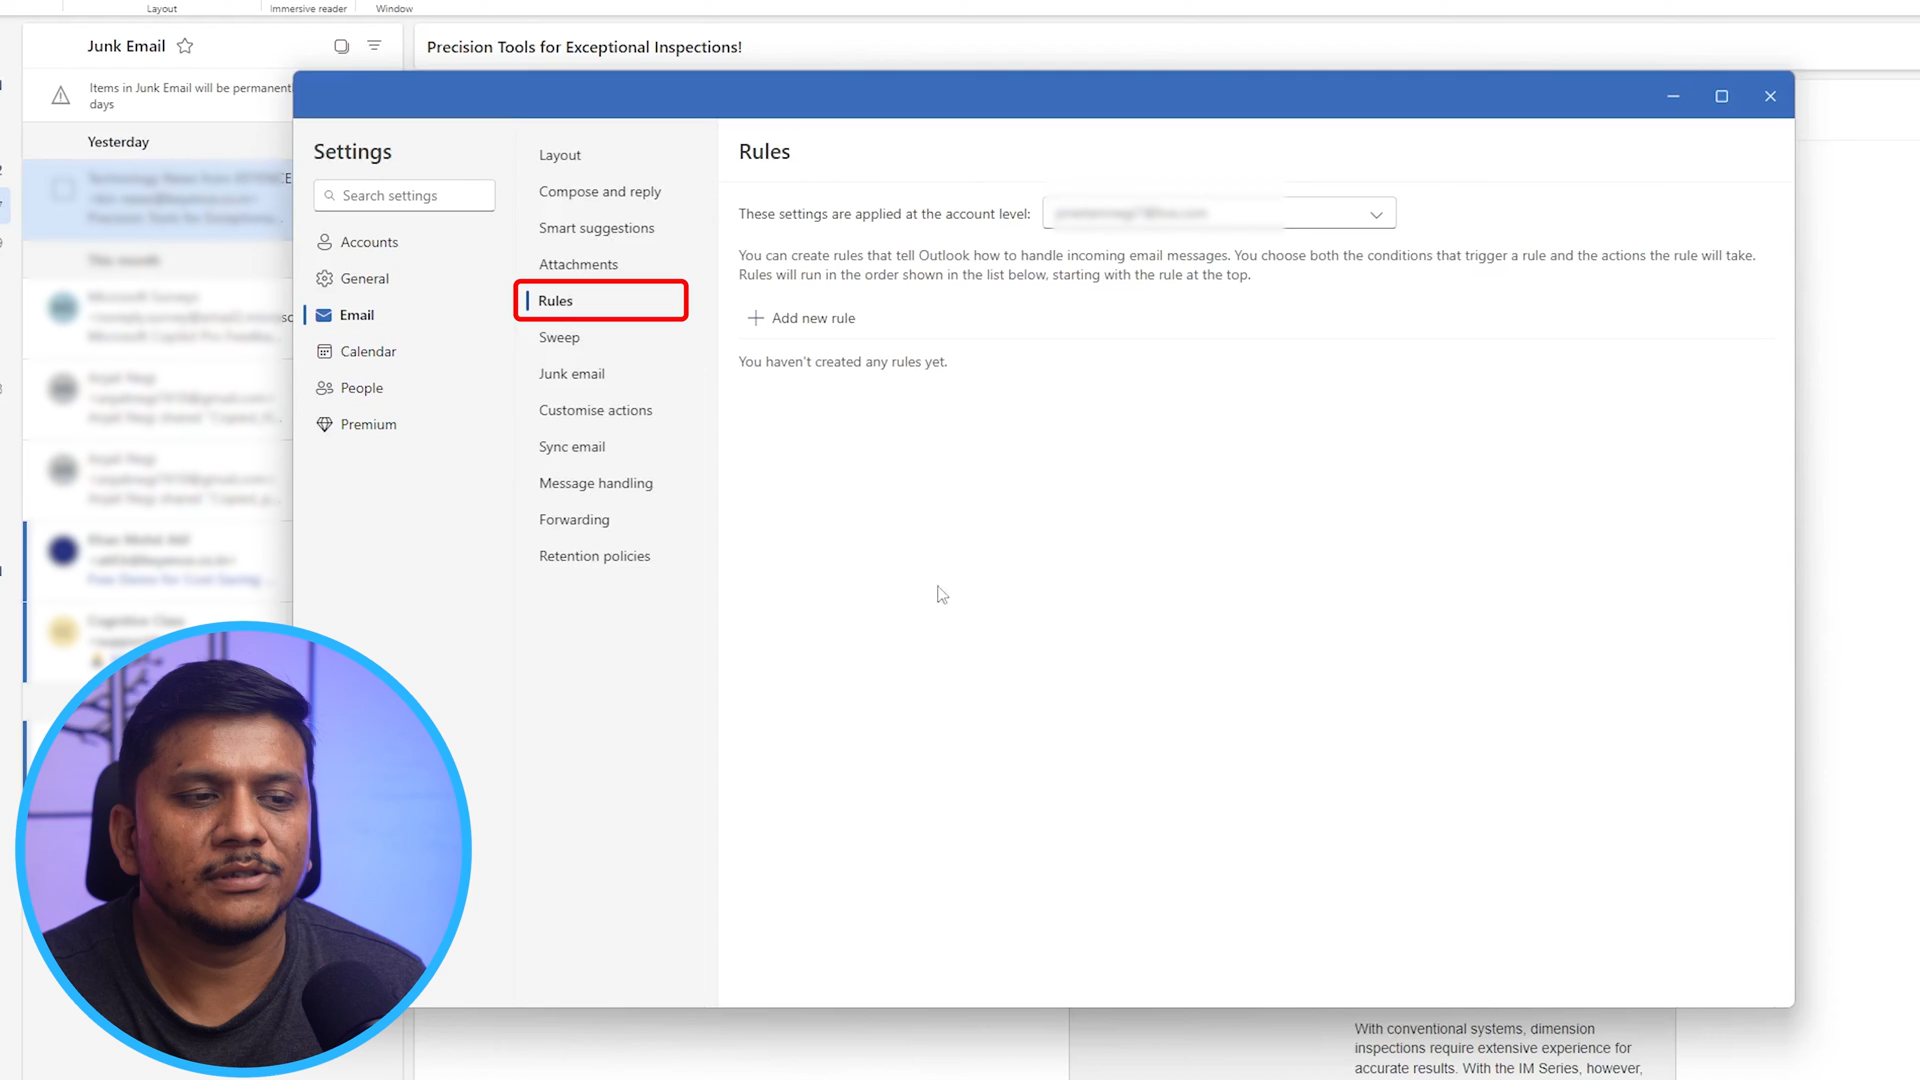 Layout
Immersive reader
Window
Junk Email
Items in Junk Email will be permanent
days
Yesterday
This month
Precision Tools for Exceptional Inspections!
Settings
Search settings
Accounts
General
Email
Calendar
People
Premium
Layout
Compose and reply
Smart suggestions
Attachments
Rules
Sweep
Junk email
Customise actions
Sync email
Message handling
Forwarding
Retention policies
Rules
These settings are applied at the account level:
You can create rules that tell Outlook how to handle incoming email messages. You choose both the conditions that trigger a rule and the actions the rule will take.
Rules will run in the order shown in the list below, starting with the rule at the top.
Add new rule
You haven't created any rules yet.
With conventional systems, dimension
inspections require extensive experience for
accurate results. With the IM Series, however,